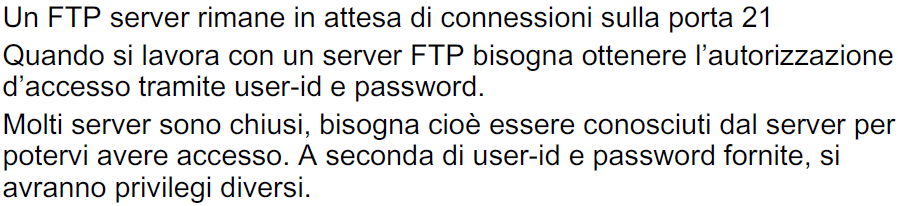 Un FTP server rimane in attesa di connessioni sulla porta 21
Quando si lavora con un server FTP bisogna ottenere l’autorizzazione
d’accesso tramite user-id e password.
Molti server sono chiusi, bisogna cioè essere conosciuti dal server per
potervi avere accesso. A seconda di user-id e password fornite, si
avranno privilegi diversi.